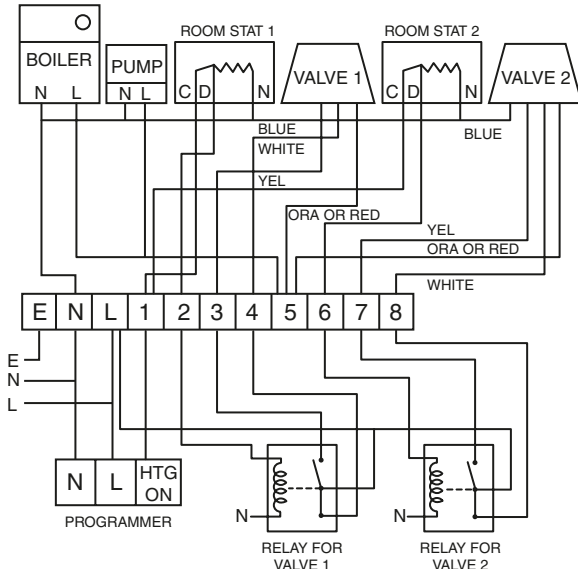 ROOM STAT 1
ROOM STAT 2
BOILER
PUMP
VALVE 1
VALVE 2
N L
N L
C D N
C D N
BLUE
BLUE
WHITE
YEL
ORA OR RED
YEL
ORA OR RED
WHITE
E N L 1 2 3 4 5 6 7 8
E
N
L
N L HTG ON
PROGRAMMER
N
N
RELAY FOR
VALVE 1
RELAY FOR
VALVE 2